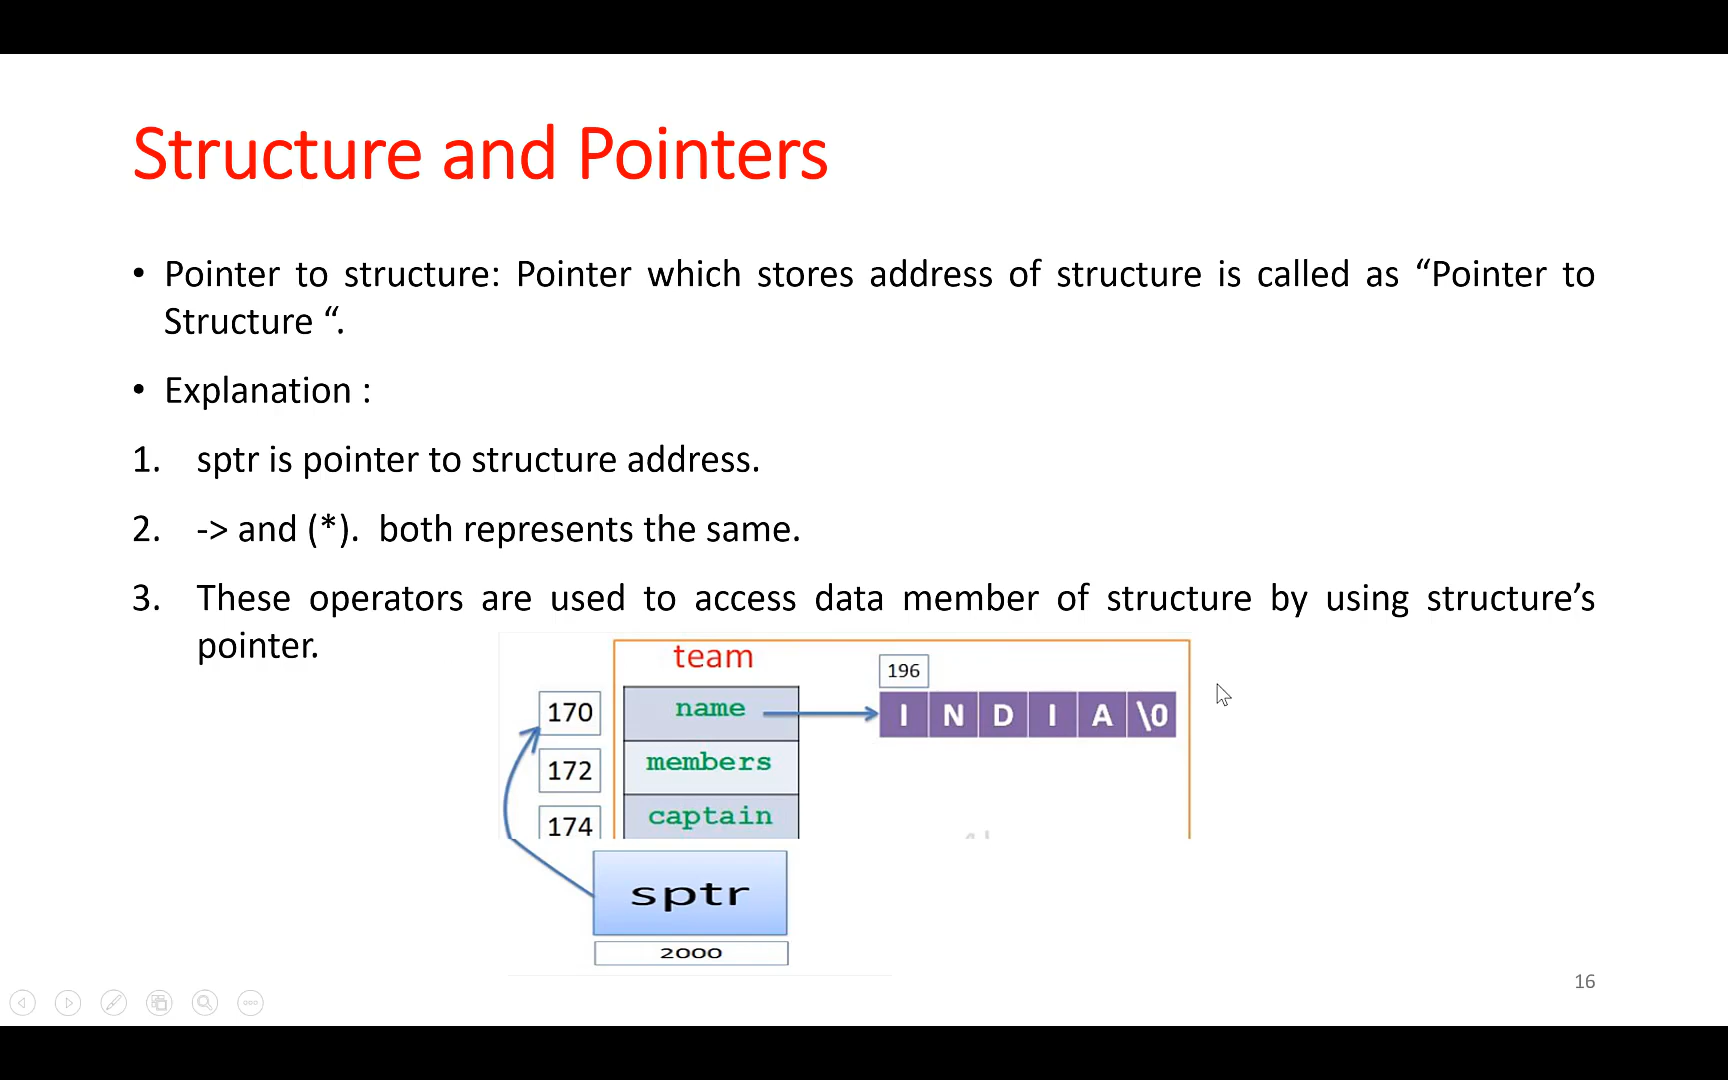 Structure and Pointers
• Pointer to structure: Pointer which stores address of structure is called as “Pointer to
Structure “.
• Explanation :
1. sptr is pointer to structure address.
2. -> and (*). both represents the same.
3. These operators are used to access data member of structure by using structure’s
pointer.
team
196
170
name
I N D I A \0
172
members
174
captain
sptr
2000
16